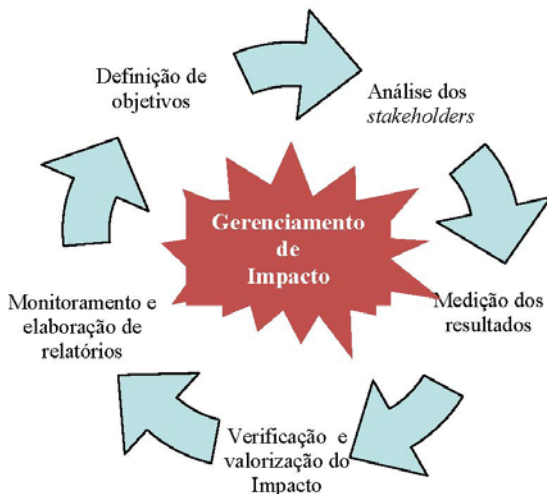 Definição de
objetivos
Análise dos
stakeholders
Medição dos
resultados
Verificação e
valorização do
Impacto
Monitoramento e
elaboração de
relatórios
Gerenciamento
de
Impacto